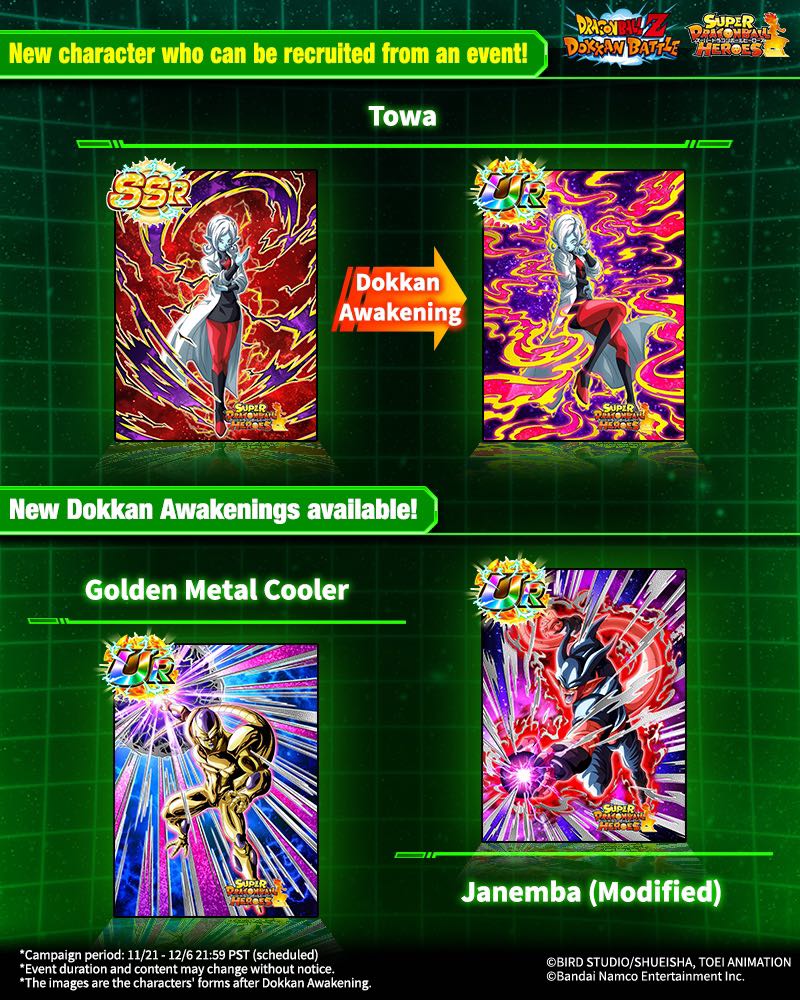 New character who can be recruited from an event!
DRAGON BALL Z
DOKKAN BATTLE
SUPER
DRAGONBALL
HEROES
Towa
SSR
UR
Dokkan
Awakening
SUPER
DRAGONBALL
HEROES
SUPER
DRAGONBALL
HEROES
New Dokkan Awakenings available!
Golden Metal Cooler
UR
UR
SUPER
DRAGONBALL
HEROES
SUPER
DRAGONBALL
HEROES
Janemba (Modified)
*Campaign period: 11/21 - 12/6 21:59 PST (scheduled)
*Event duration and content may change without notice.
*The images are the characters' forms after Dokkan Awakening.
©BIRD STUDIO/SHUEISHA, TOEI ANIMATION
©Bandai Namco Entertainment Inc.